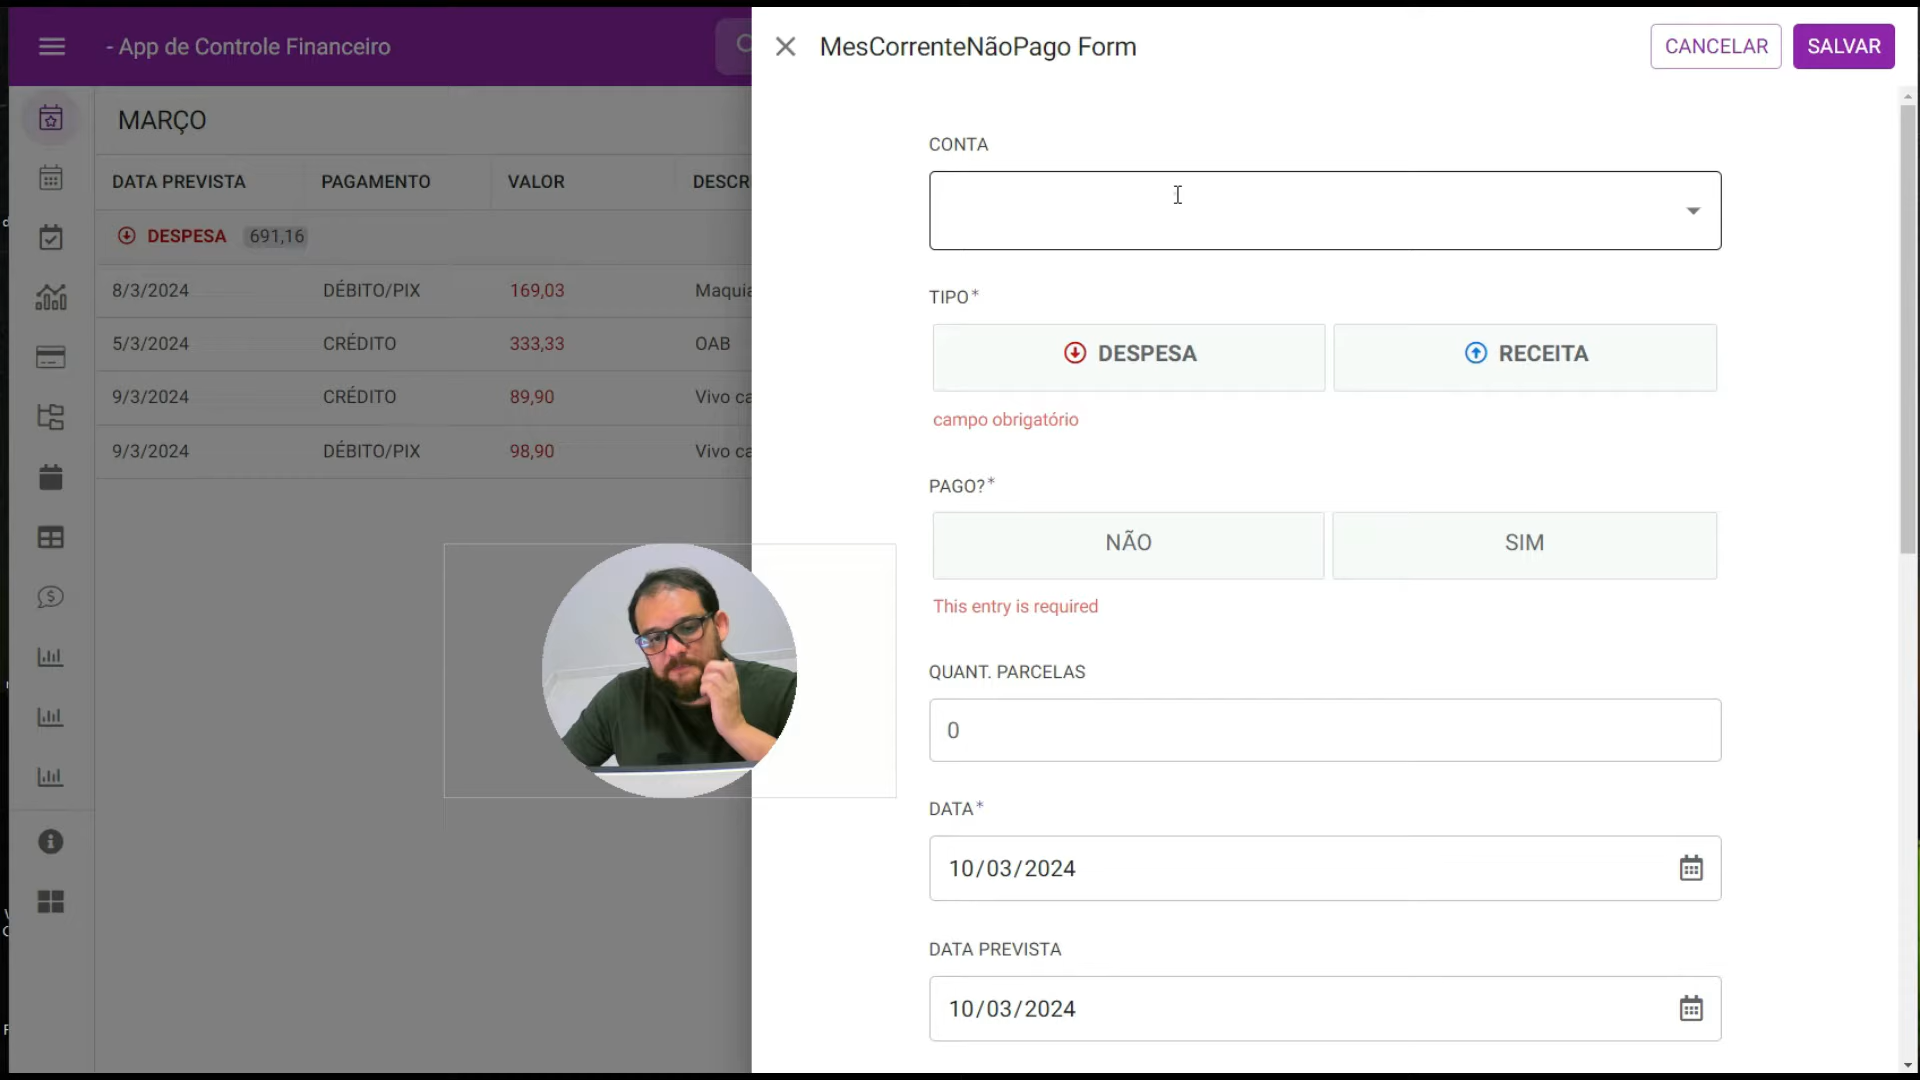 - App de Controle Financeiro
MesCorrenteNãoPago Form
CANCELAR
SALVAR
MARÇO
DATA PREVISTA PAGAMENTO VALOR DESCR
DESPESA 691,16
8/3/2024 DÉBITO/PIX 169,03 Maquia
5/3/2024 CRÉDITO 333,33 OAB
9/3/2024 CRÉDITO 89,90 Vivo ca
9/3/2024 DÉBITO/PIX 98,90 Vivo ca
CONTA
TIPO*
DESPESA
RECEITA
campo obrigatório
PAGO?*
NÃO
SIM
This entry is required
QUANT. PARCELAS
0
DATA*
10/03/2024
DATA PREVISTA
10/03/2024